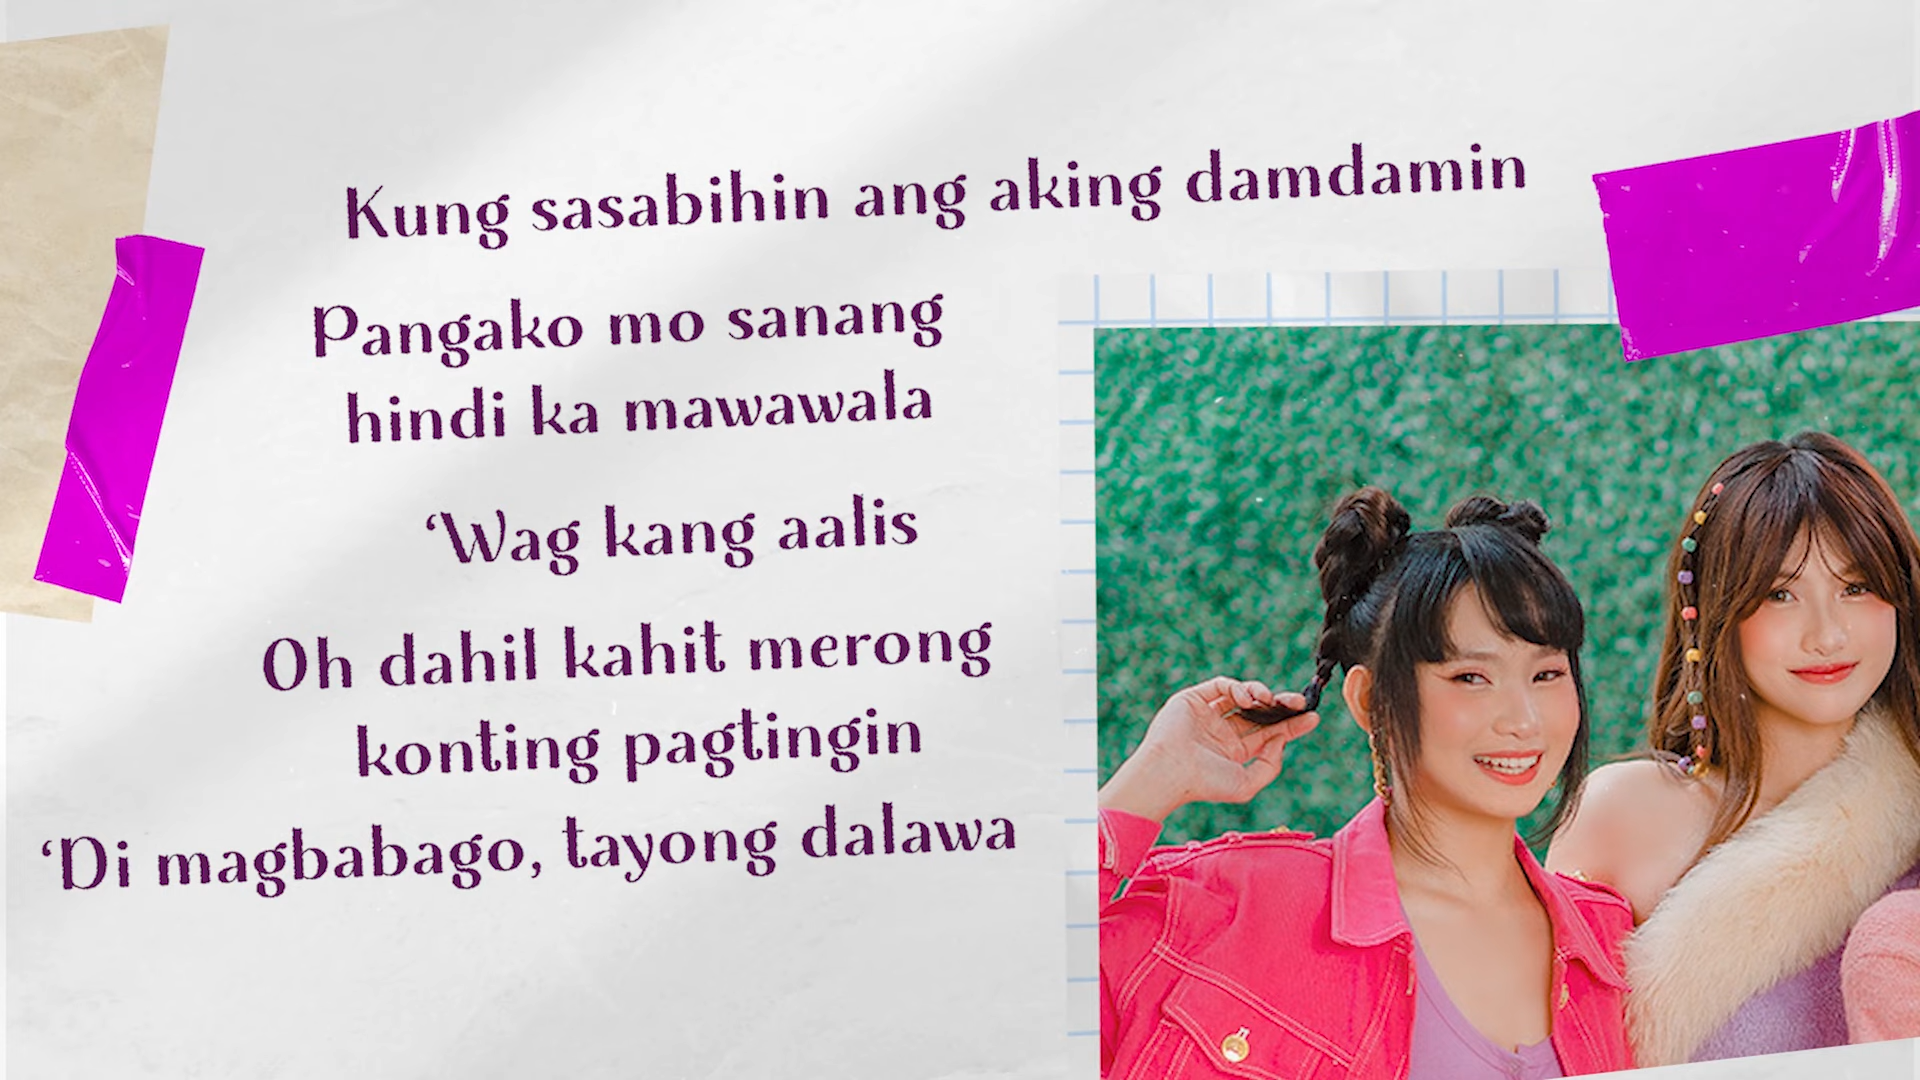 Kung sasabihin ang aking damdamin
Pangako mo sanang
hindi ka mawawala
‘Wag kang aalis
Oh dahil kahit merong
konting pagtingin
‘Di magbabago, tayong dalawa